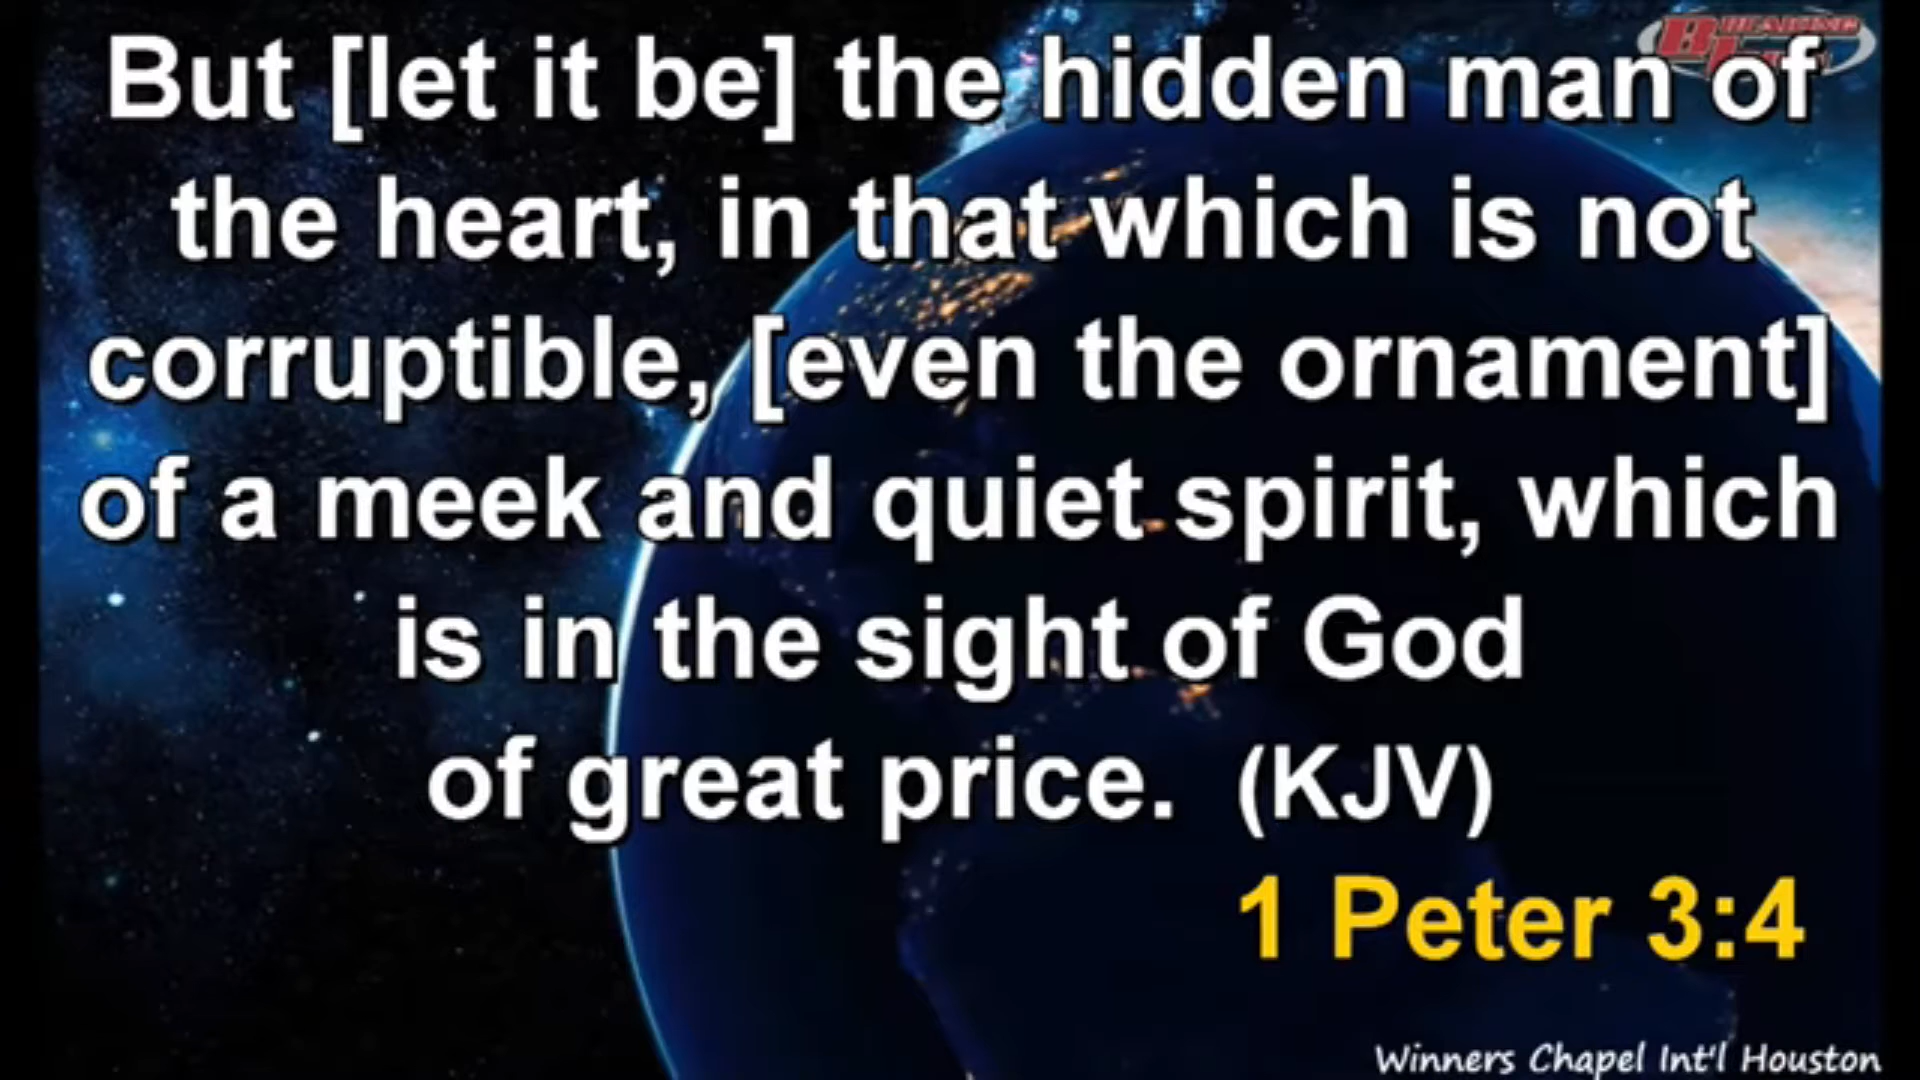 But [let it be] the hidden man of
the heart, in that which is not
corruptible, [even the ornament]
of a meek and quiet spirit, which
is in the sight of God
of great price. (KJV)
1 Peter 3:4
Winners Chapel Int'l Houston